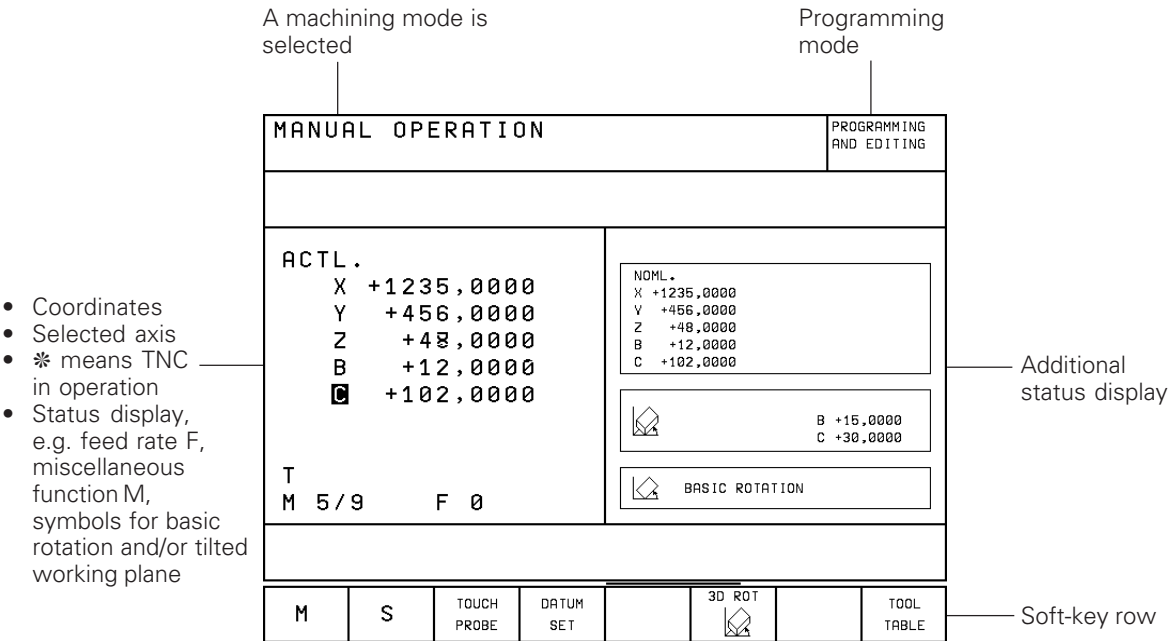 A machining mode is
selected
Programming
mode
MANUAL OPERATION
PROGRAMMING
AND EDITING
ACTL.
X +1235,0000
Y +456,0000
Z +48,0000
B +12,0000
C +102,0000
T
M 5/9 F 0
NOML.
X +1235,0000
Y +456,0000
Z +48,0000
B +12,0000
C +102,0000
B +15,0000
C +30,0000
BASIC ROTATION
• Coordinates
• Selected axis
• ❊ means TNC
in operation
• Status display,
e.g. feed rate F,
miscellaneous
function M,
symbols for basic
rotation and/or tilted
working plane
Additional
status display
M
S
TOUCH
PROBE
DATUM
SET
3D ROT
TOOL
TABLE
Soft-key row